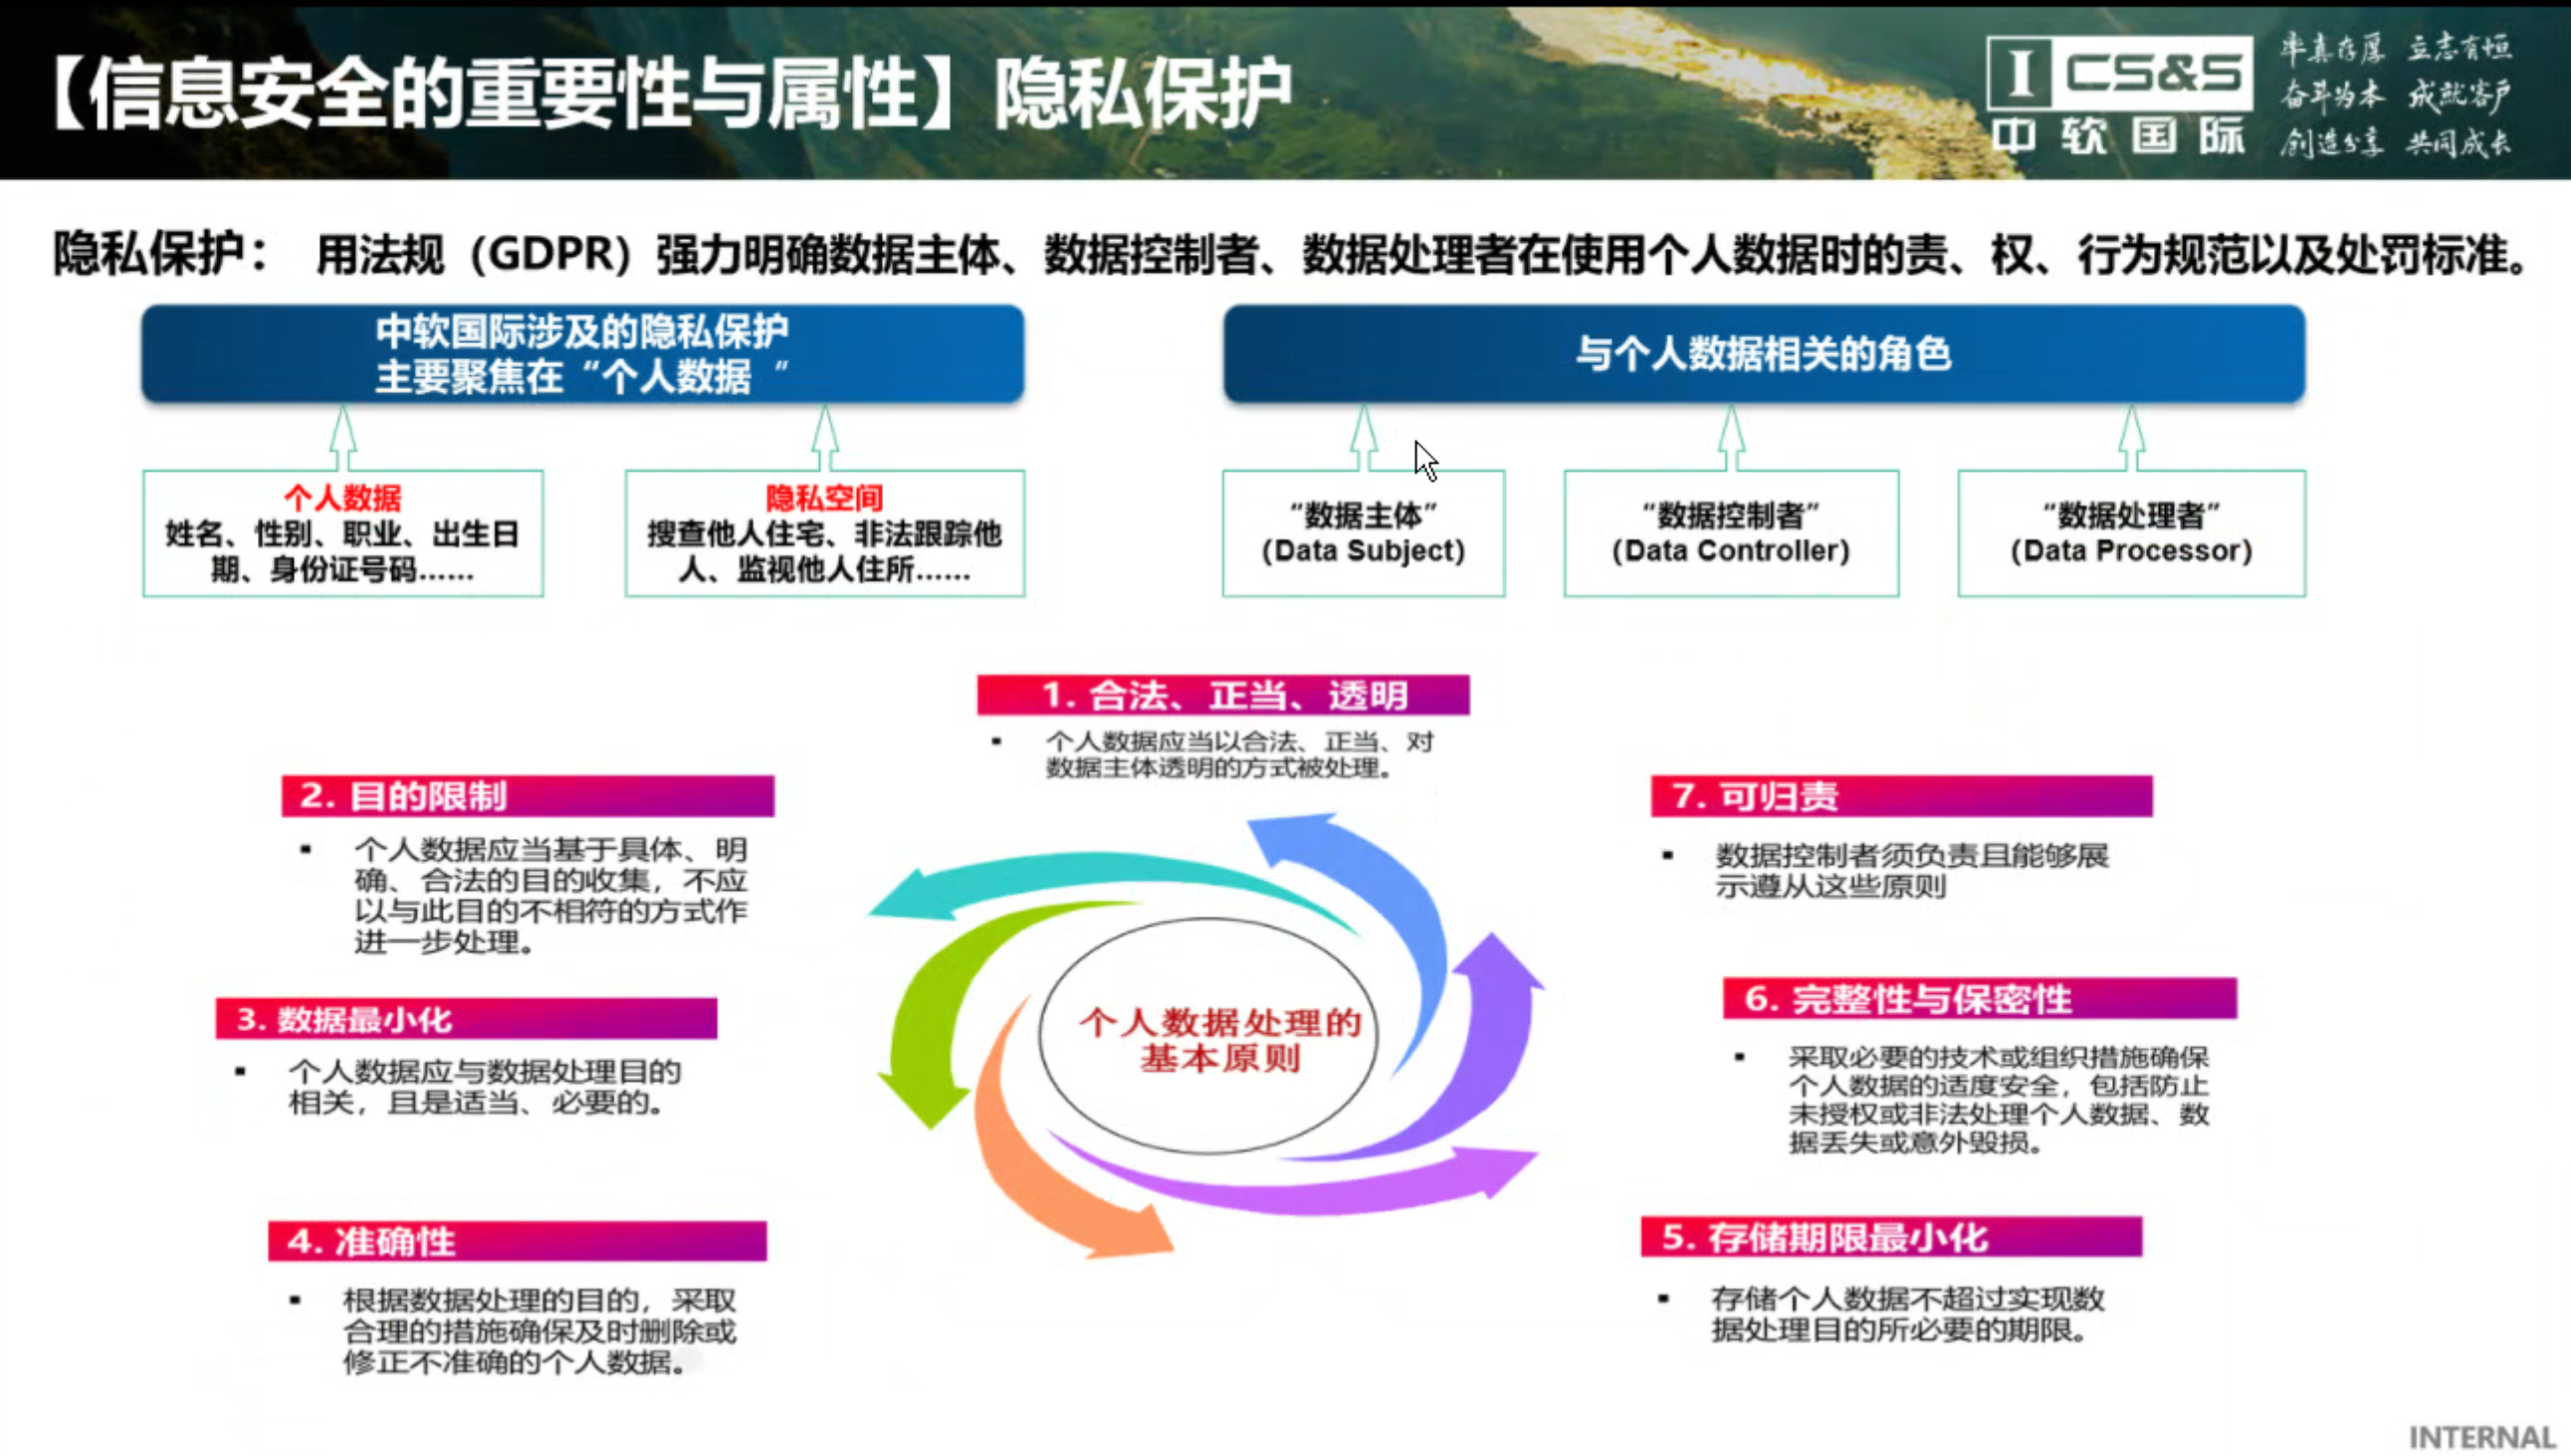 【信息安全的重要性与属性】隐私保护
I CS&S
中软国际
率真存厚 立志有恒
奋斗为本 成就客户
创造分享 共同成长
隐私保护： 用法规（GDPR）强力明确数据主体、数据控制者、数据处理者在使用个人数据时的责、权、行为规范以及处罚标准。
中软国际涉及的隐私保护
主要聚焦在“个人数据 ”
与个人数据相关的角色
个人数据
姓名、性别、职业、出生日
期、身份证号码……
隐私空间
搜查他人住宅、非法跟踪他
人、监视他人住所……
“数据主体”
(Data Subject)
“数据控制者”
(Data Controller)
“数据处理者”
(Data Processor)
1. 合法、正当、透明
▪ 个人数据应当以合法、正当、对
数据主体透明的方式被处理。
2. 目的限制
▪ 个人数据应当基于具体、明
确、合法的目的收集，不应
以与此目的不相符的方式作
进一步处理。
3. 数据最小化
▪ 个人数据应与数据处理目的
相关，且是适当、必要的。
4. 准确性
▪ 根据数据处理的目的，采取
合理的措施确保及时删除或
修正不准确的个人数据。
个人数据处理的
基本原则
7. 可归责
▪ 数据控制者须负责且能够展
示遵从这些原则
6. 完整性与保密性
▪ 采取必要的技术或组织措施确保
个人数据的适度安全，包括防止
未授权或非法处理个人数据、数
据丢失或意外毁损。
5. 存储期限最小化
▪ 存储个人数据不超过实现数
据处理目的所必要的期限。
INTERNAL